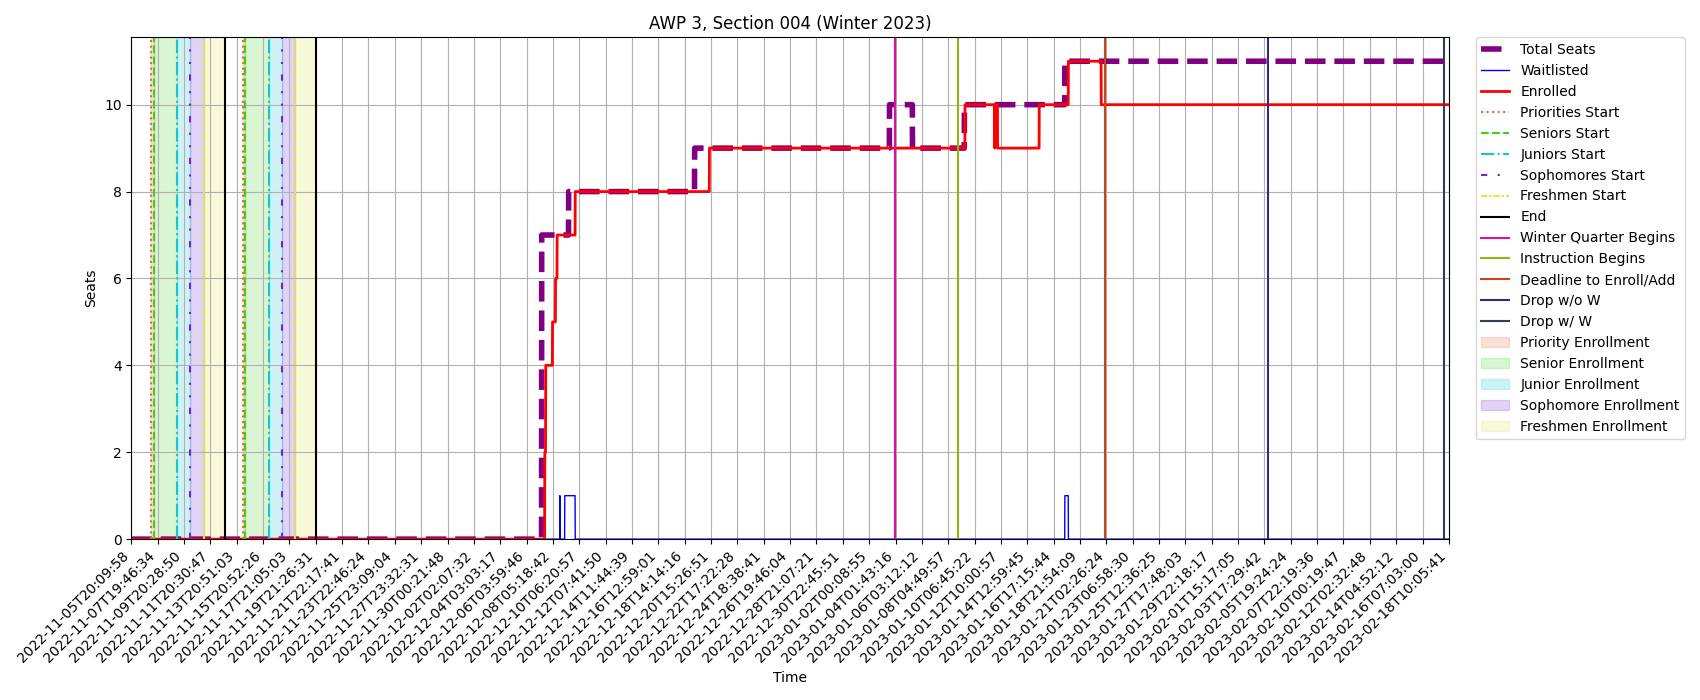 AWP 3, Section 004 (Winter 2023)
Seats
10
8
6
4
2
0
2022-11-05T20:09:58
2022-11-07T19:46:34
2022-11-09T20:28:50
2022-11-11T20:30:47
2022-11-13T20:51:03
2022-11-15T20:52:26
2022-11-17T21:05:03
2022-11-19T21:26:31
2022-11-21T22:17:41
2022-11-23T22:46:24
2022-11-25T23:09:04
2022-11-27T23:32:31
2022-11-30T00:21:48
2022-12-02T02:07:32
2022-12-04T03:03:17
2022-12-06T03:59:46
2022-12-08T05:18:42
2022-12-10T06:20:57
2022-12-12T07:41:50
2022-12-14T11:44:39
2022-12-16T12:59:01
2022-12-18T14:14:16
2022-12-20T15:26:51
2022-12-22T17:22:28
2022-12-24T18:38:41
2022-12-26T19:46:04
2022-12-28T21:07:21
2022-12-30T22:45:51
2023-01-02T00:08:55
2023-01-04T01:43:16
2023-01-06T03:12:12
2023-01-08T04:49:57
2023-01-10T06:45:22
2023-01-12T10:00:57
2023-01-14T12:59:45
2023-01-16T17:15:44
2023-01-18T21:54:09
2023-01-21T02:26:24
2023-01-23T06:58:30
2023-01-25T12:36:25
2023-01-27T17:48:03
2023-01-29T22:18:17
2023-02-01T15:17:05
2023-02-03T17:29:42
2023-02-05T19:24:24
2023-02-07T22:19:36
2023-02-10T00:19:47
2023-02-12T02:32:48
2023-02-14T04:52:12
2023-02-16T07:03:00
2023-02-18T10:05:41
Time
Total Seats
Waitlisted
Enrolled
Priorities Start
Seniors Start
Juniors Start
Sophomores Start
Freshmen Start
End
Winter Quarter Begins
Instruction Begins
Deadline to Enroll/Add
Drop w/o W
Drop w/ W
Priority Enrollment
Senior Enrollment
Junior Enrollment
Sophomore Enrollment
Freshmen Enrollment